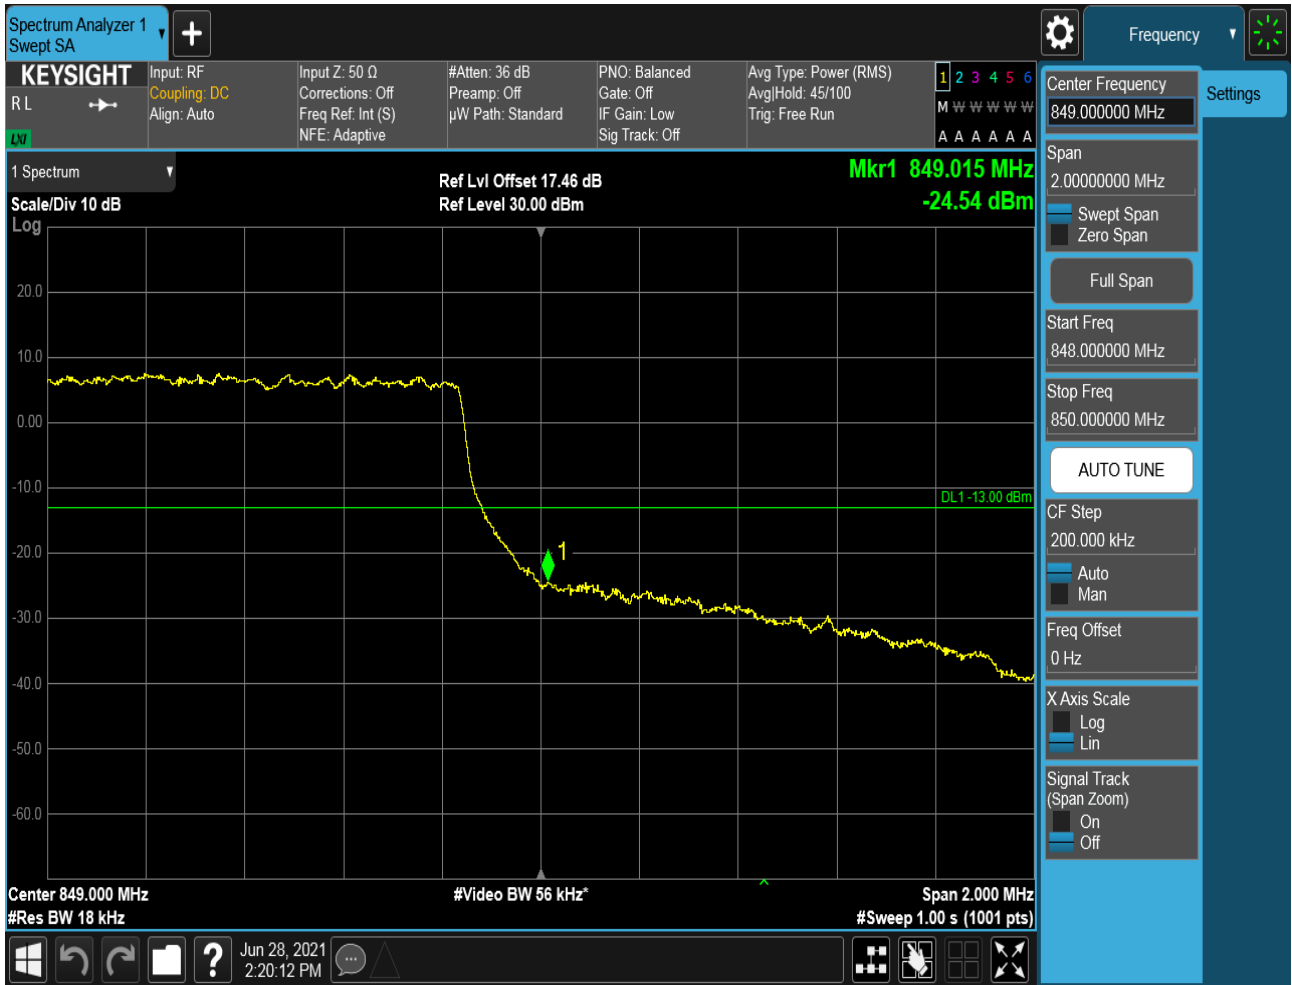 Spectrum Analyzer 1
Swept SA
+
Frequency
KEYSIGHT
R L
LXI
Input: RF
Coupling: DC
Align: Auto
Input Z: 50 Ω
Corrections: Off
Freq Ref: Int (S)
NFE: Adaptive
#Atten: 36 dB
Preamp: Off
µW Path: Standard
PNO: Balanced
Gate: Off
IF Gain: Low
Sig Track: Off
Avg Type: Power (RMS)
Avg|Hold: 45/100
Trig: Free Run
1 2 3 4 5 6
M W W W W W
A A A A A A
1 Spectrum
Scale/Div 10 dB
Log
Ref Lvl Offset 17.46 dB
Ref Level 30.00 dBm
Mkr1 849.015 MHz
-24.54 dBm
20.0
10.0
0.00
-10.0
-20.0
-30.0
-40.0
-50.0
-60.0
DL1 -13.00 dBm
1
Center 849.000 MHz
#Res BW 18 kHz
#Video BW 56 kHz*
Span 2.000 MHz
#Sweep 1.00 s (1001 pts)
Center Frequency
849.000000 MHz
Settings
Span
2.00000000 MHz
Swept Span
Zero Span
Full Span
Start Freq
848.000000 MHz
Stop Freq
850.000000 MHz
AUTO TUNE
CF Step
200.000 kHz
Auto
Man
Freq Offset
0 Hz
X Axis Scale
Log
Lin
Signal Track
(Span Zoom)
On
Off
?
Jun 28, 2021
2:20:12 PM